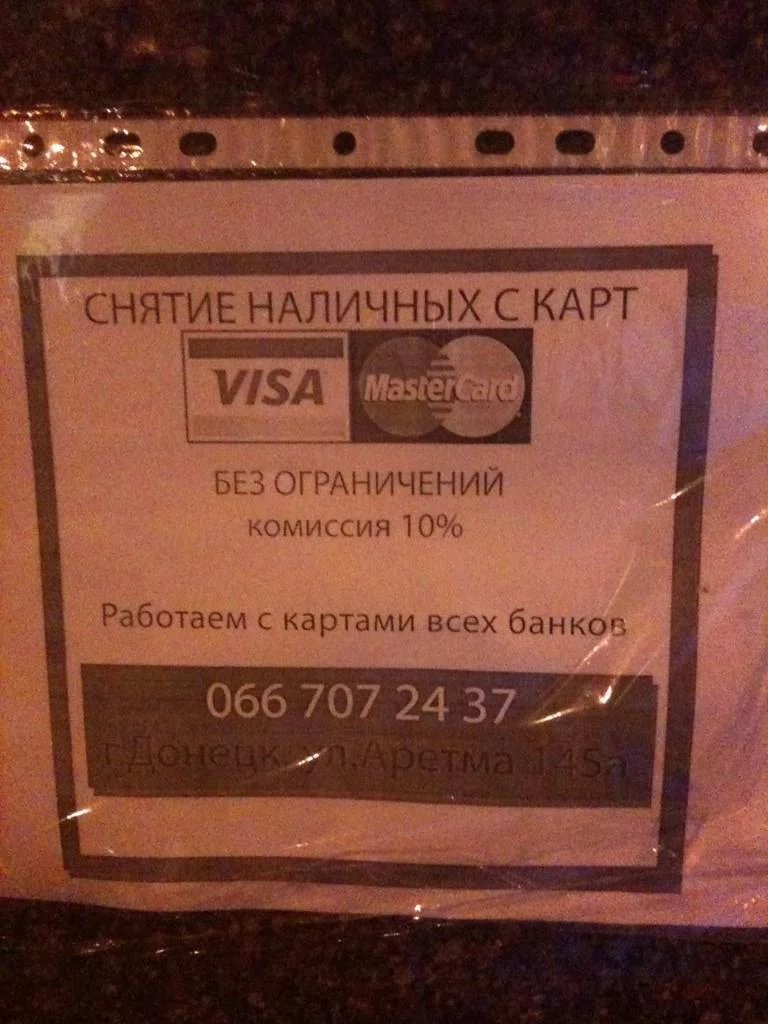 СНЯТИЕ НАЛИЧНЫХ С КАРТ
VISA MasterCard
БЕЗ ОГРАНИЧЕНИЙ
комиссия 10%
Работаем с картами всех банков
066 707 24 37
г.Донецк, ул.Аретма 145а